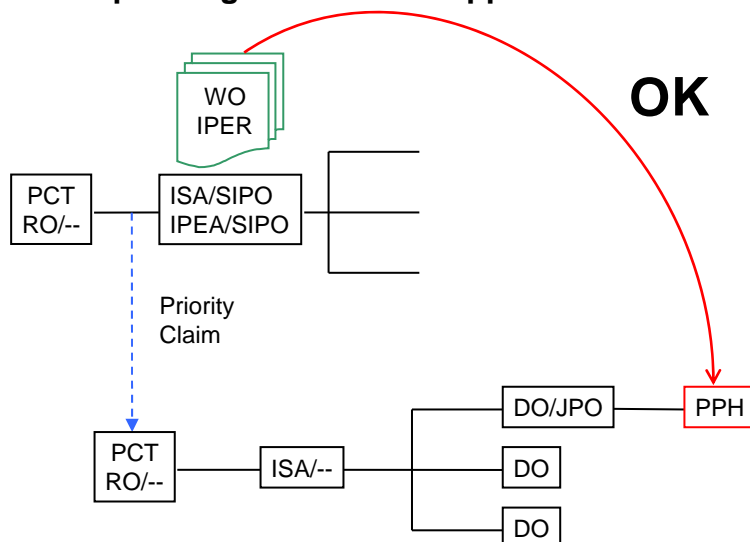 OK
WO
IPER
PCT
RO/--
ISA/SIPO
IPEA/SIPO
Priority
Claim
DO/JPO
PPH
PCT
RO/--
ISA/--
DO
DO